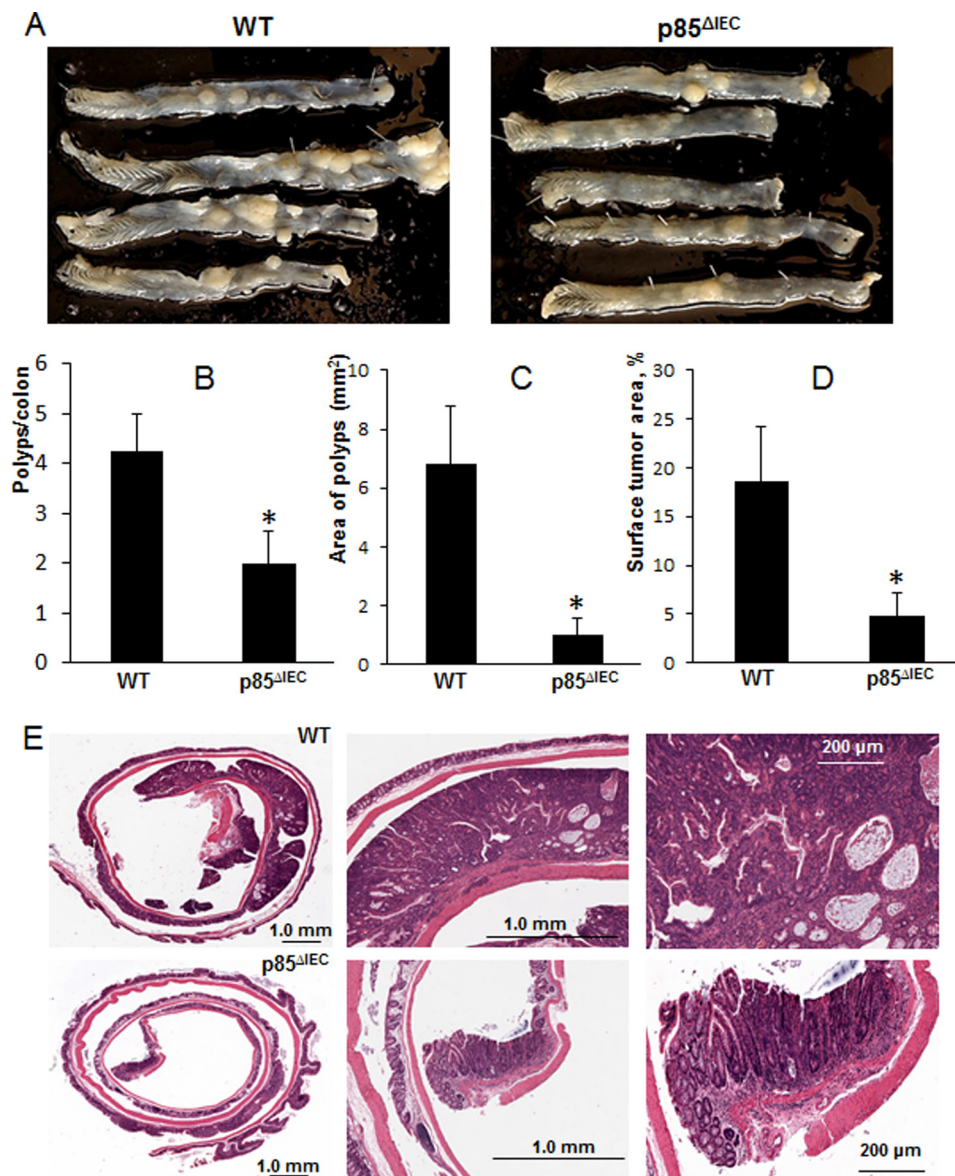 A
WT
p85ΔIEC
B
Polyps/colon
6
5
4
3
2
1
0
*
WT
p85ΔIEC
C
Area of polyps (mm²)
10
8
6
4
2
0
*
WT
p85ΔIEC
D
Surface tumor area, %
30
25
20
15
10
5
0
*
WT
p85ΔIEC
E
WT
1.0 mm
1.0 mm
200 µm
p85ΔIEC
1.0 mm
1.0 mm
200 µm